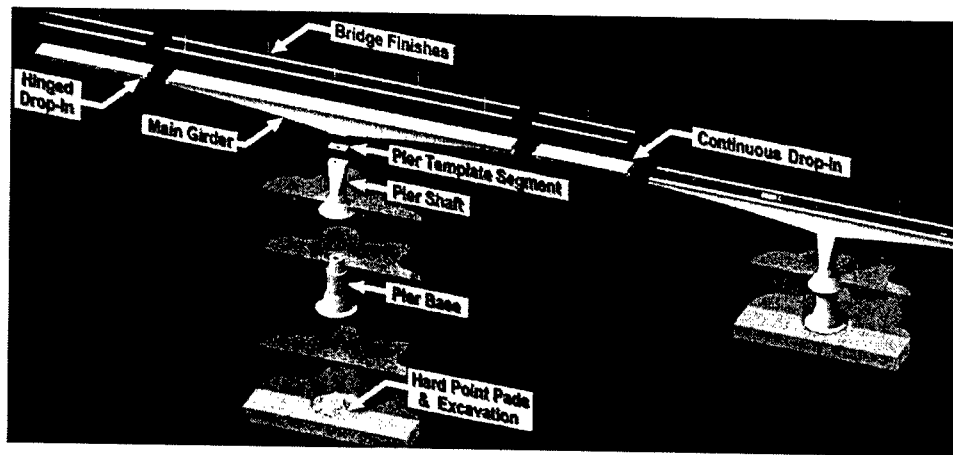 Bridge Finishes
Hinged
Drop-In
Main Girder
Continuous Drop-in
Pier Template Segment
Pier Shaft
Pier Base
Hard Point Pads
& Excavation